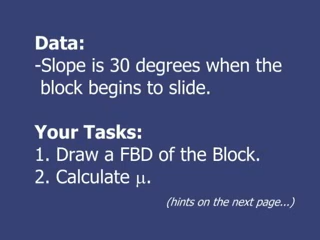 Data:
-Slope is 30 degrees when the
block begins to slide.
Your Tasks:
1. Draw a FBD of the Block.
2. Calculate μ.
(hints on the next page...)